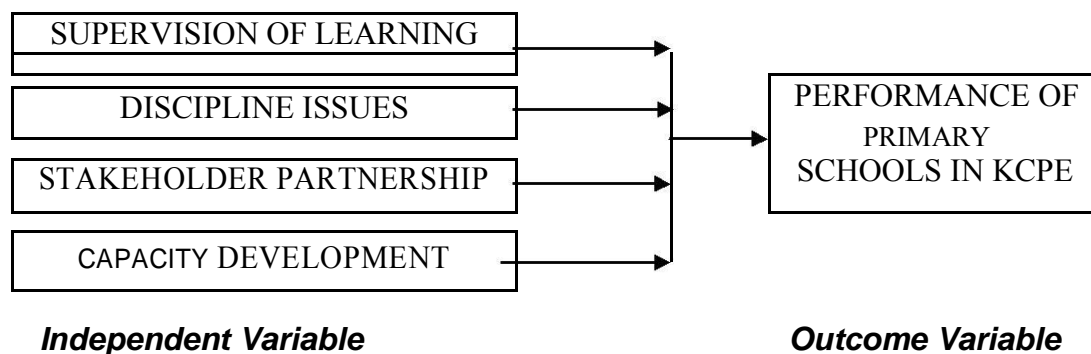 SUPERVISION OF LEARNING
DISCIPLINE ISSUES
STAKEHOLDER PARTNERSHIP
CAPACITY DEVELOPMENT
PERFORMANCE OF
PRIMARY
SCHOOLS IN KCPE
Independent Variable
Outcome Variable